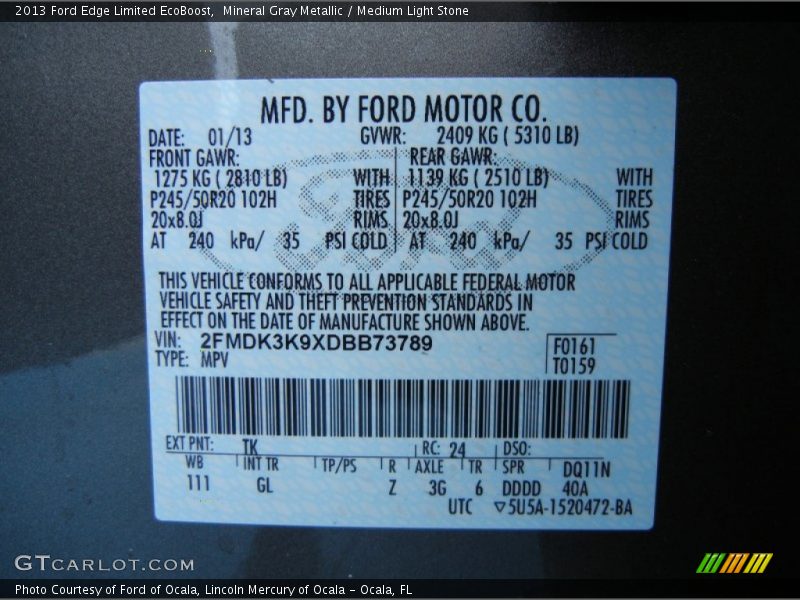 2013 Ford Edge Limited EcoBoost, Mineral Gray Metallic / Medium Light Stone
MFD. BY FORD MOTOR CO.
DATE: 01/13 GVWR: 2409 KG ( 5310 LB)
FRONT GAWR: REAR GAWR:
1275 KG ( 2810 LB) WITH 1139 KG ( 2510 LB) WITH
P245/50R20 102H TIRES P245/50R20 102H TIRES
20x8.0J RIMS 20x8.0J RIMS
AT 240 kPa/ 35 PSI COLD AT 240 kPa/ 35 PSI COLD
Ford
THIS VEHICLE CONFORMS TO ALL APPLICABLE FEDERAL MOTOR
VEHICLE SAFETY AND THEFT PREVENTION STANDARDS IN
EFFECT ON THE DATE OF MANUFACTURE SHOWN ABOVE.
VIN: 2FMDK3K9XDBB73789 F0161
TYPE: MPV T0159
EXT PNT: TK RC: 24 DSO:
WB INT TR TP/PS R AXLE TR SPR DQ11N
111 GL Z 3G 6 DDDD 40A
UTC ▽5U5A-1520472-BA
GTCARLOT.COM
Photo Courtesy of Ford of Ocala, Lincoln Mercury of Ocala - Ocala, FL